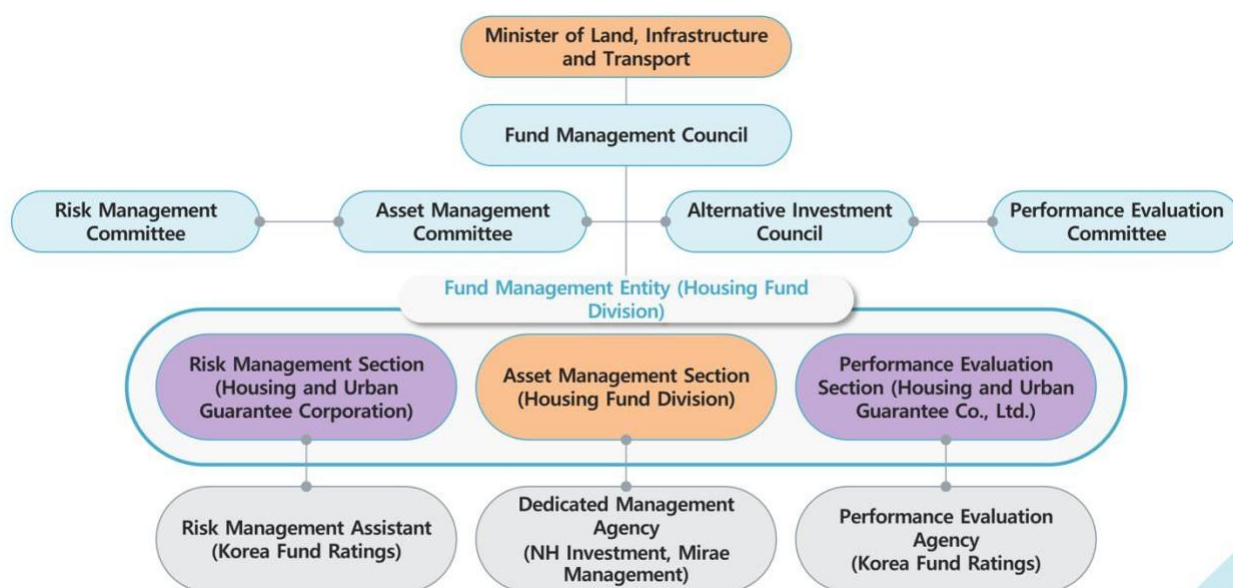 Minister of Land, Infrastructure
and Transport
Fund Management Council
Risk Management
Committee
Asset Management
Committee
Alternative Investment
Council
Performance Evaluation
Committee
Fund Management Entity (Housing Fund
Division)
Risk Management Section
(Housing and Urban
Guarantee Corporation)
Asset Management Section
(Housing Fund Division)
Performance Evaluation
Section (Housing and Urban
Guarantee Co., Ltd.)
Risk Management Assistant
(Korea Fund Ratings)
Dedicated Management
Agency
(NH Investment, Mirae
Management)
Performance Evaluation
Agency
(Korea Fund Ratings)